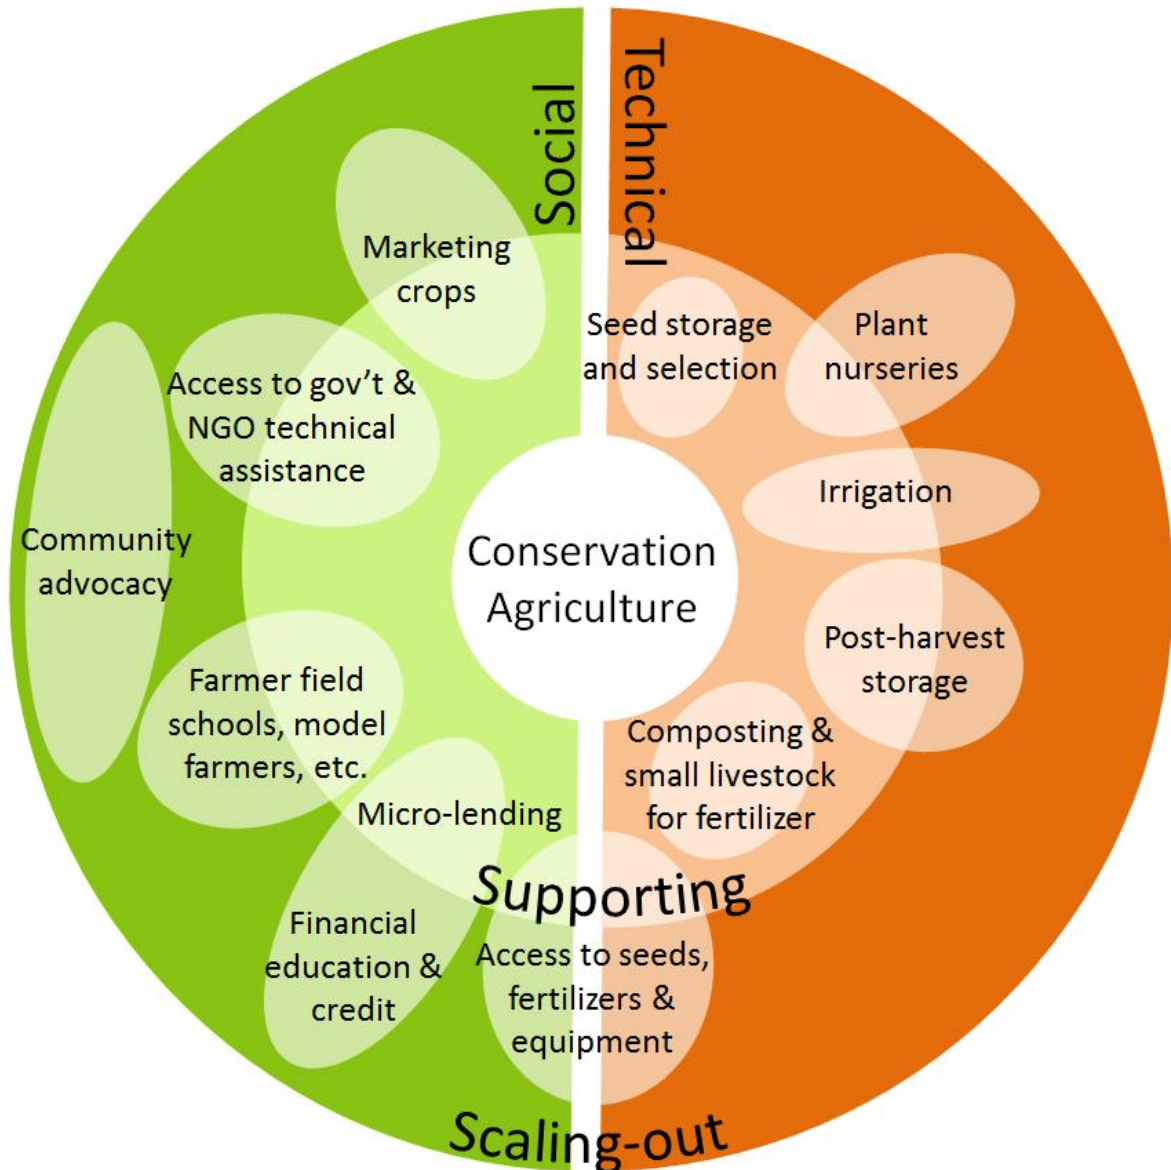 Social
Technical
Marketing
crops
Seed storage
and selection
Plant
nurseries
Access to gov't &
NGO technical
assistance
Irrigation
Community
advocacy
Conservation
Agriculture
Post-harvest
storage
Farmer field
schools, model
farmers, etc.
Composting &
small livestock
for fertilizer
Micro-lending
Supporting
Financial
education &
credit
Access to seeds,
fertilizers &
equipment
Scaling-out